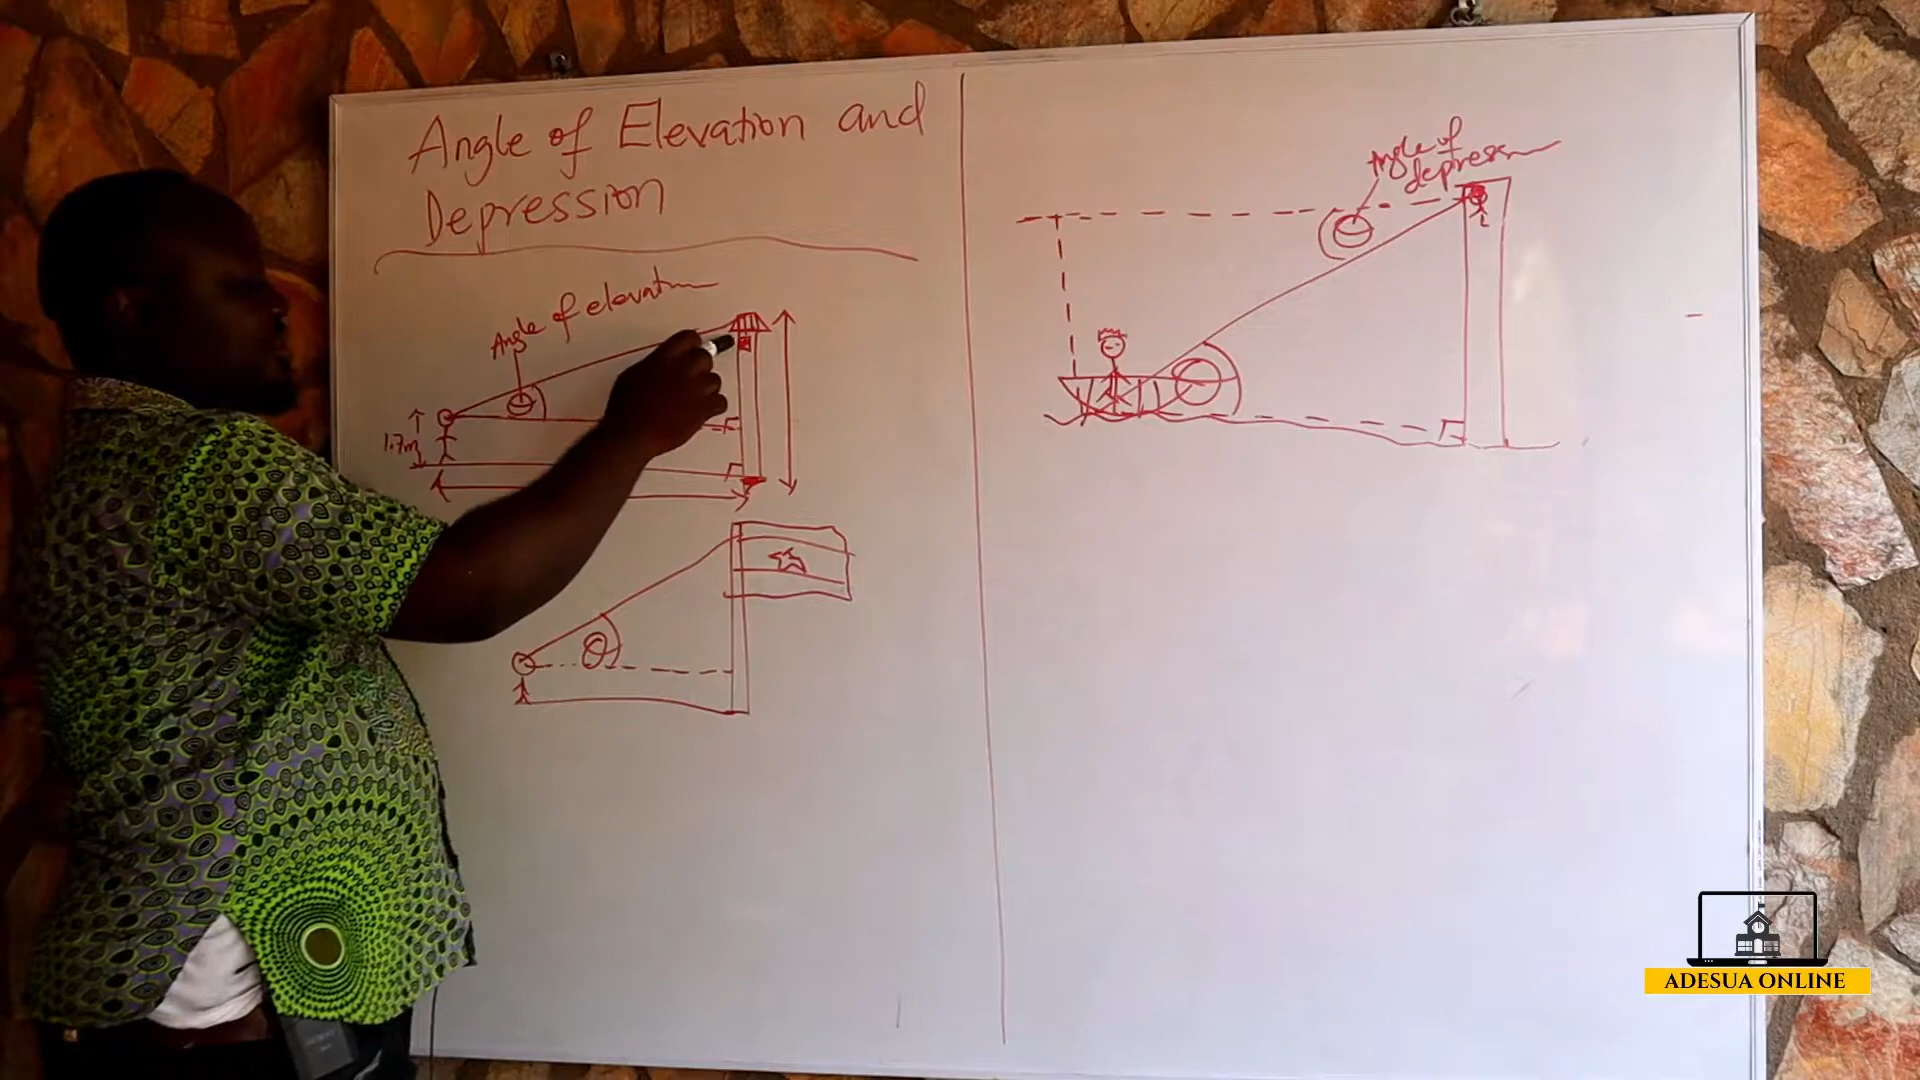 Angle of Elevation and
Depression
Angle of elevation
1.7m
Angle of
depression
ADESUA ONLINE